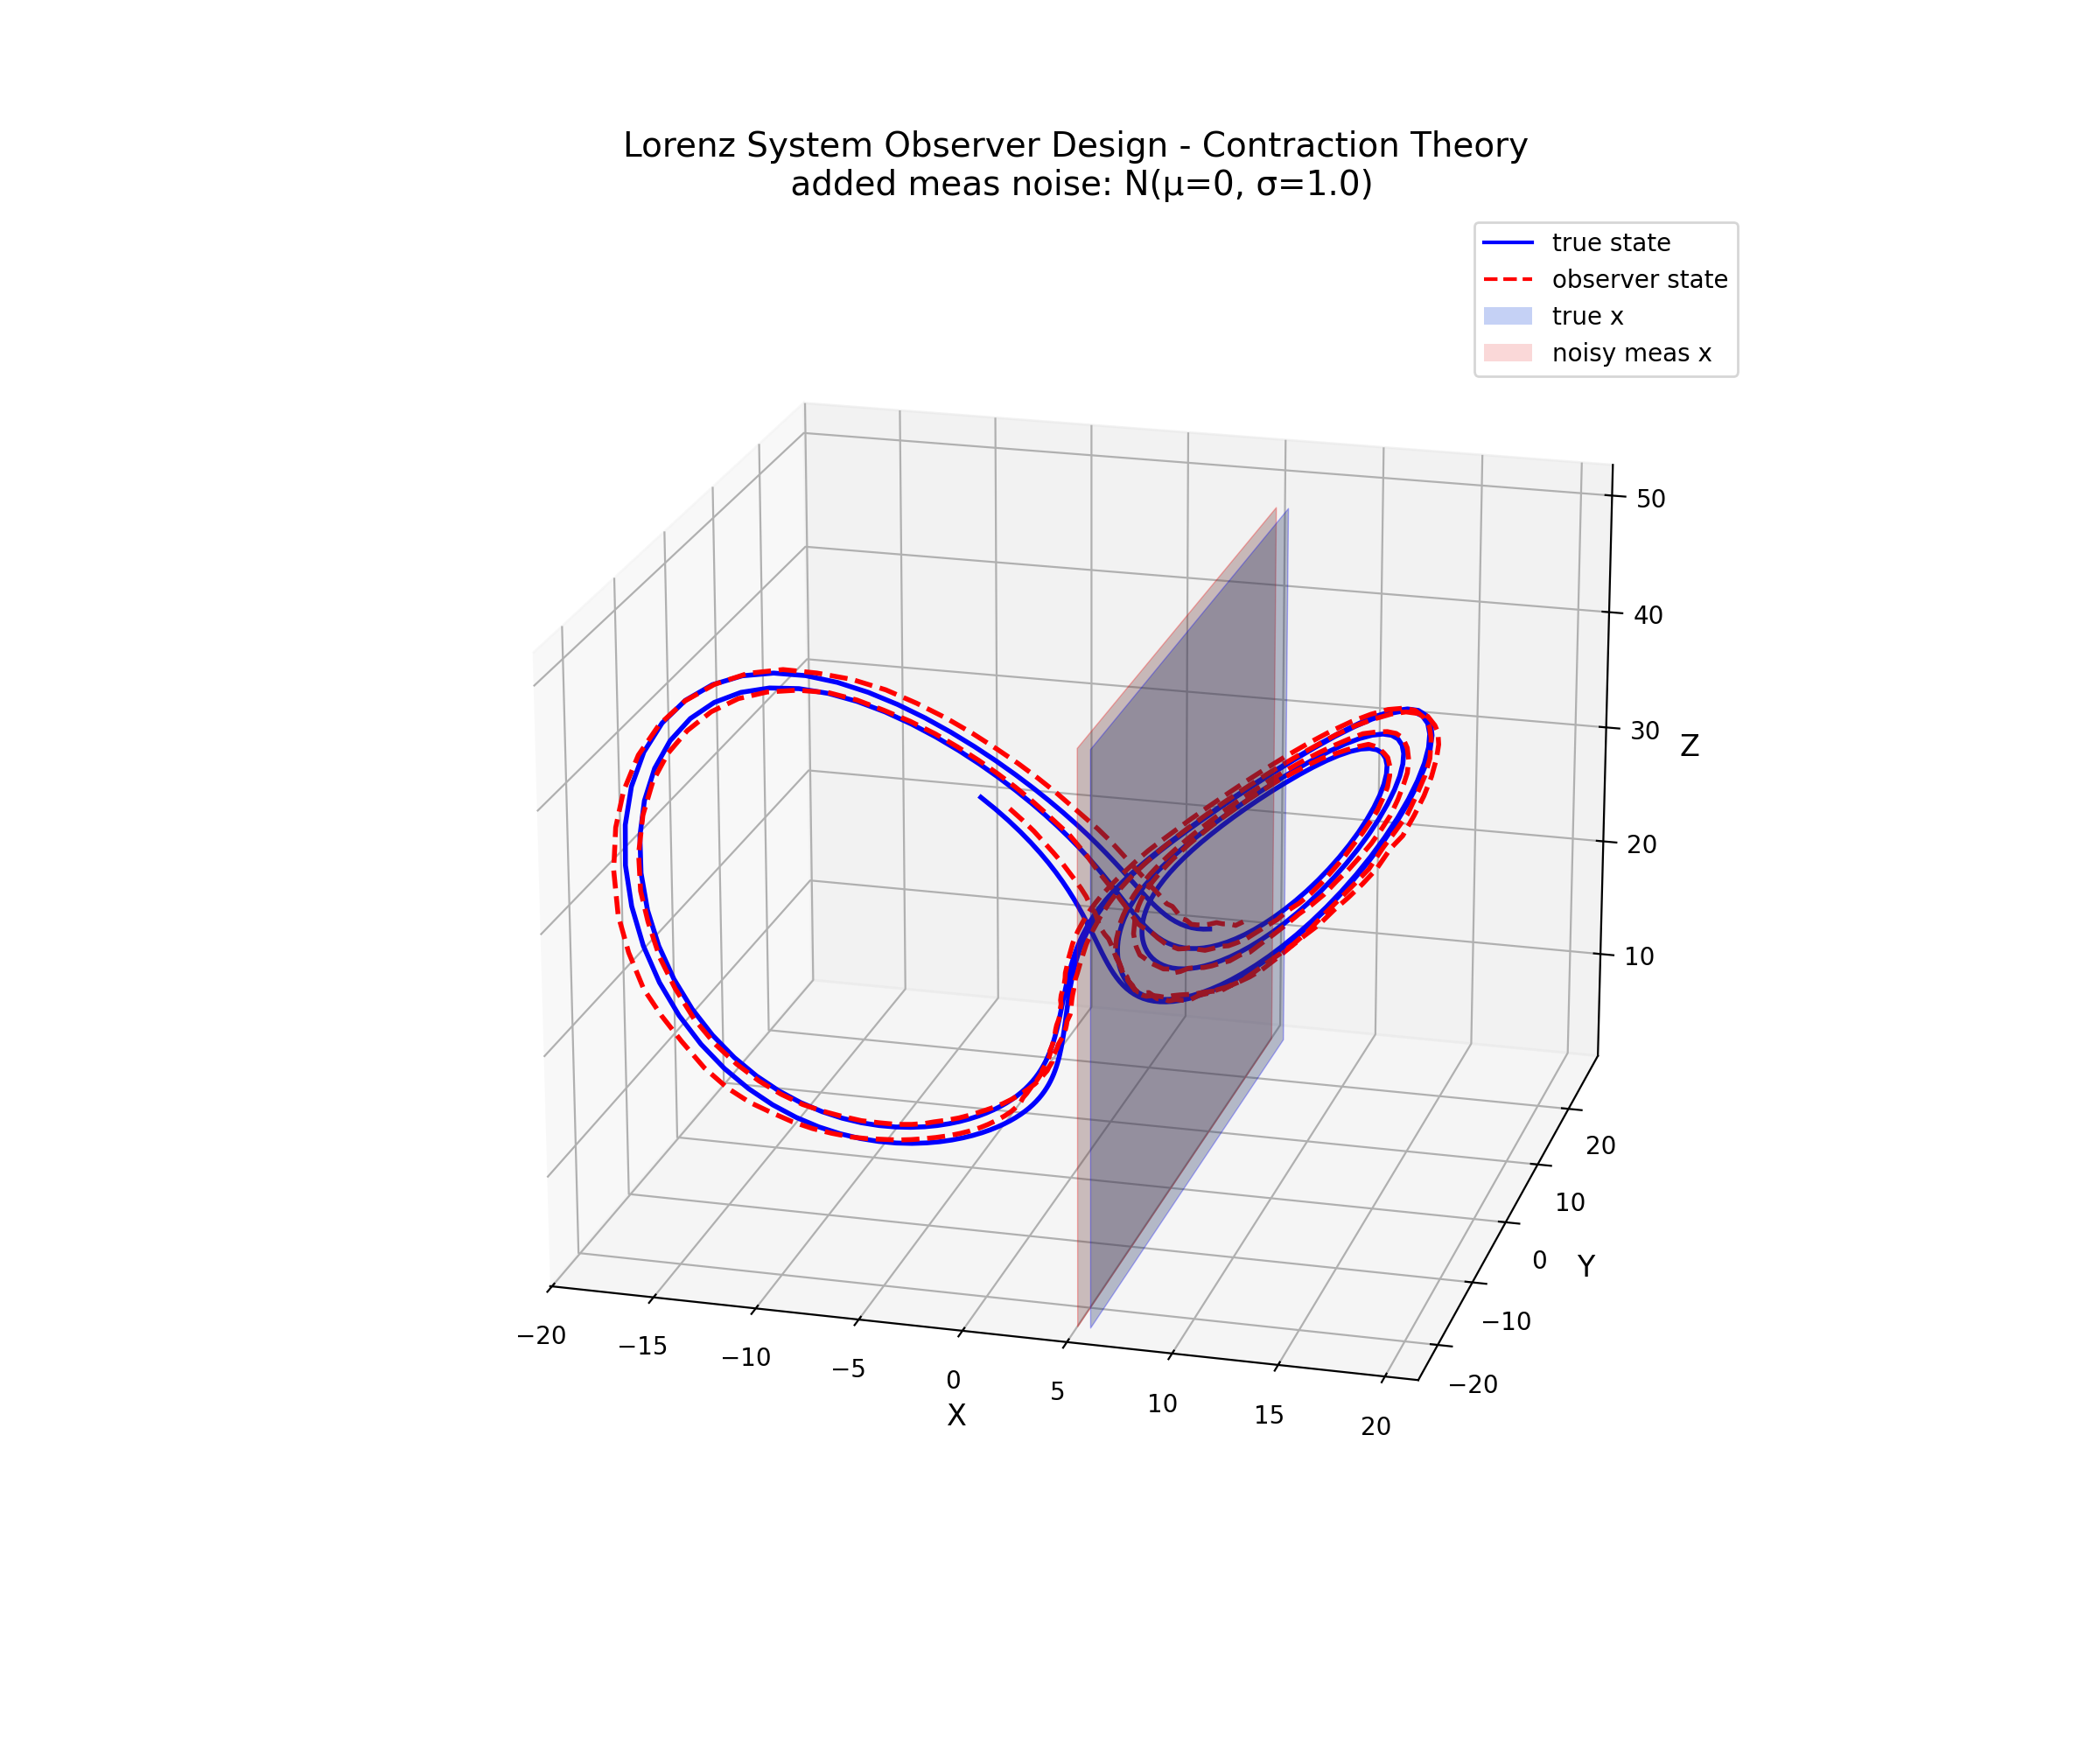 Lorenz System Observer Design - Contraction Theory
added meas noise: N(μ=0, σ=1.0)
true state
observer state
true x
noisy meas x
50
40
30
Z
20
10
20
10
0
Y
−10
−20
−20
−15
−10
−5
0
5
10
15
20
X